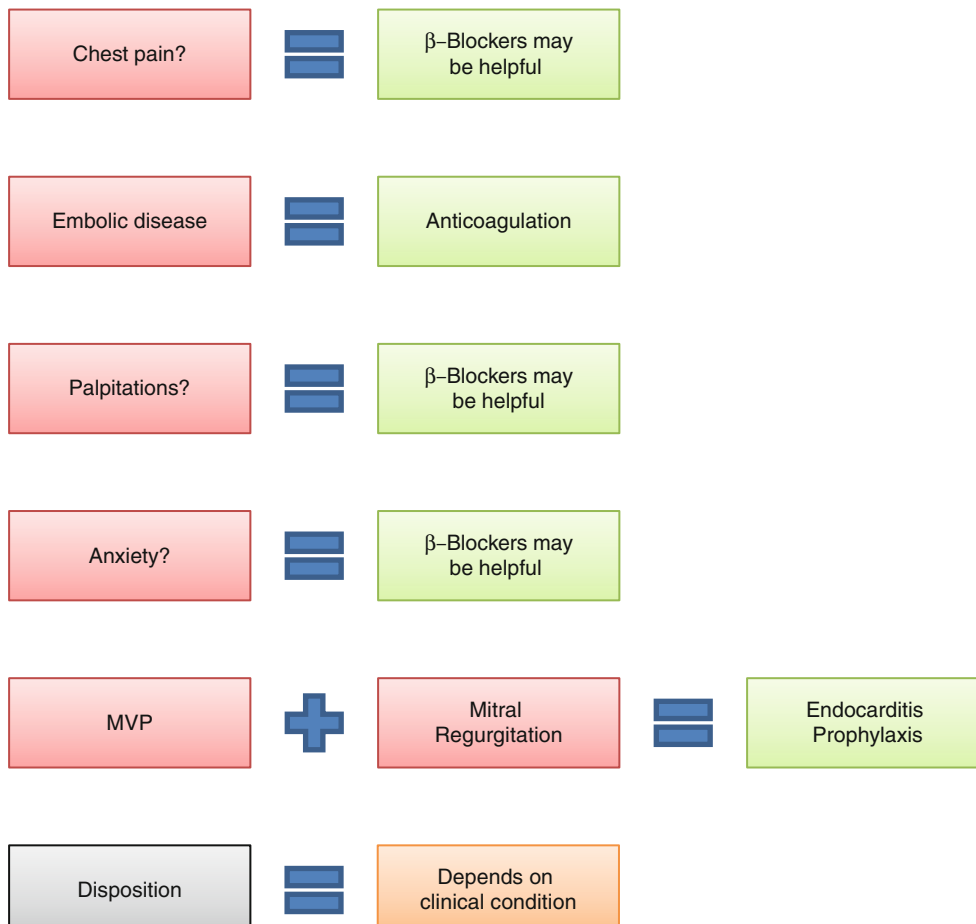 Chest pain?
β–Blockers may
be helpful
Embolic disease
Anticoagulation
Palpitations?
β–Blockers may
be helpful
Anxiety?
β–Blockers may
be helpful
MVP
Mitral
Regurgitation
Endocarditis
Prophylaxis
Disposition
Depends on
clinical condition